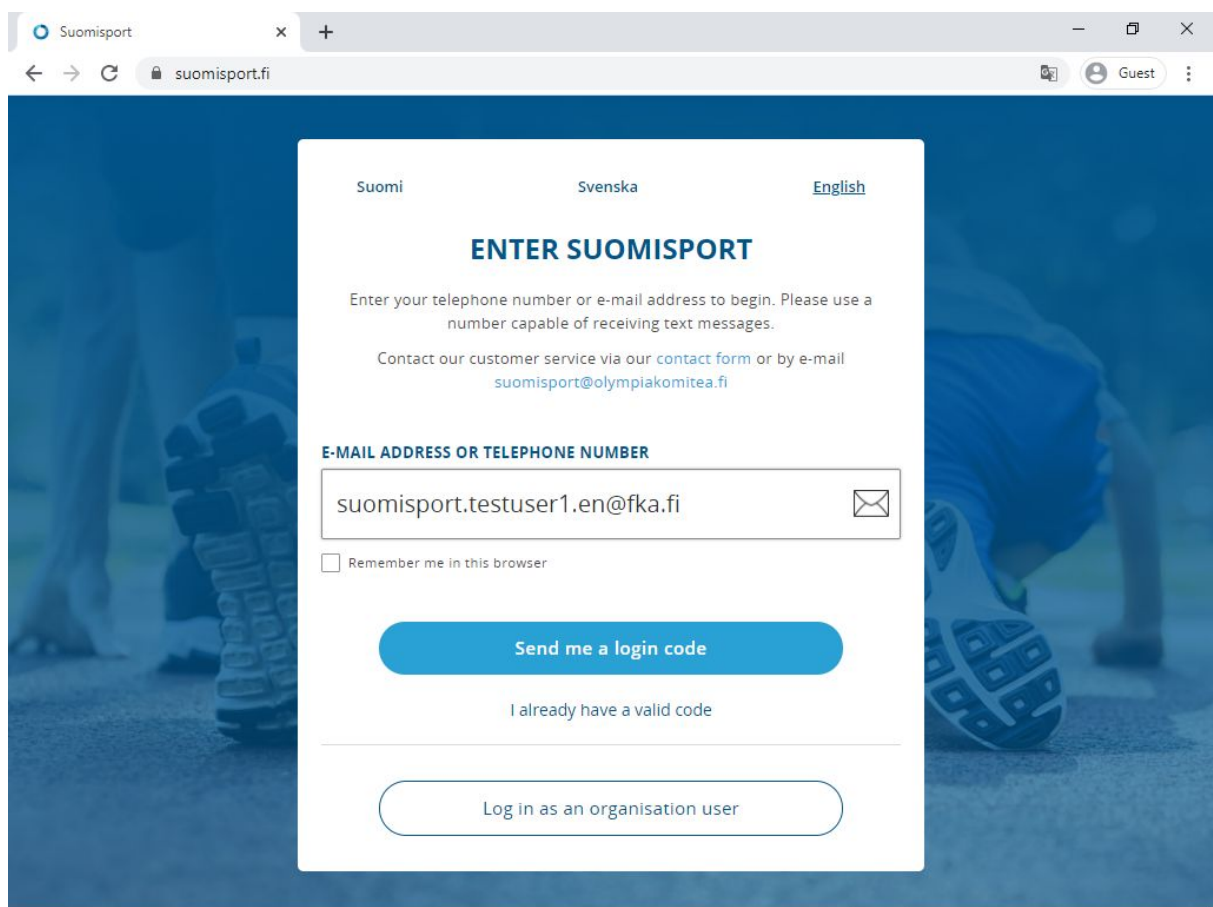 Suomisport
suomisport.fi
Guest
Suomi Svenska English
ENTER SUOMISPORT
Enter your telephone number or e-mail address to begin. Please use a
number capable of receiving text messages.
Contact our customer service via our contact form or by e-mail
suomisport@olympiakomitea.fi
E-MAIL ADDRESS OR TELEPHONE NUMBER
suomisport.testuser1.en@fka.fi
Remember me in this browser
Send me a login code
I already have a valid code
Log in as an organisation user